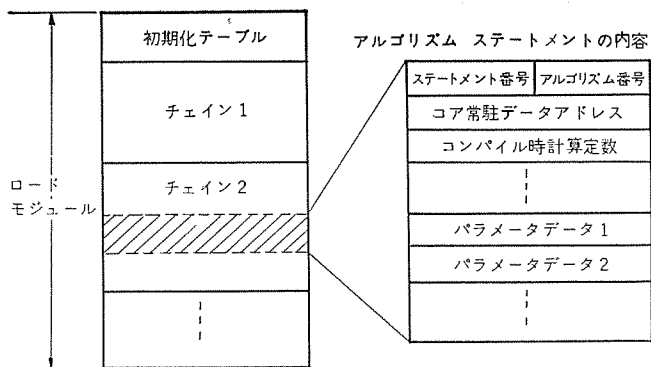 初期化テーブル
チェイン1
チェイン2
ロード
モジュール
アルゴリズム ステートメントの内容
ステートメント番号 アルゴリズム番号
コア常駐データアドレス
コンパイル時計算定数
パラメータデータ1
パラメータデータ2